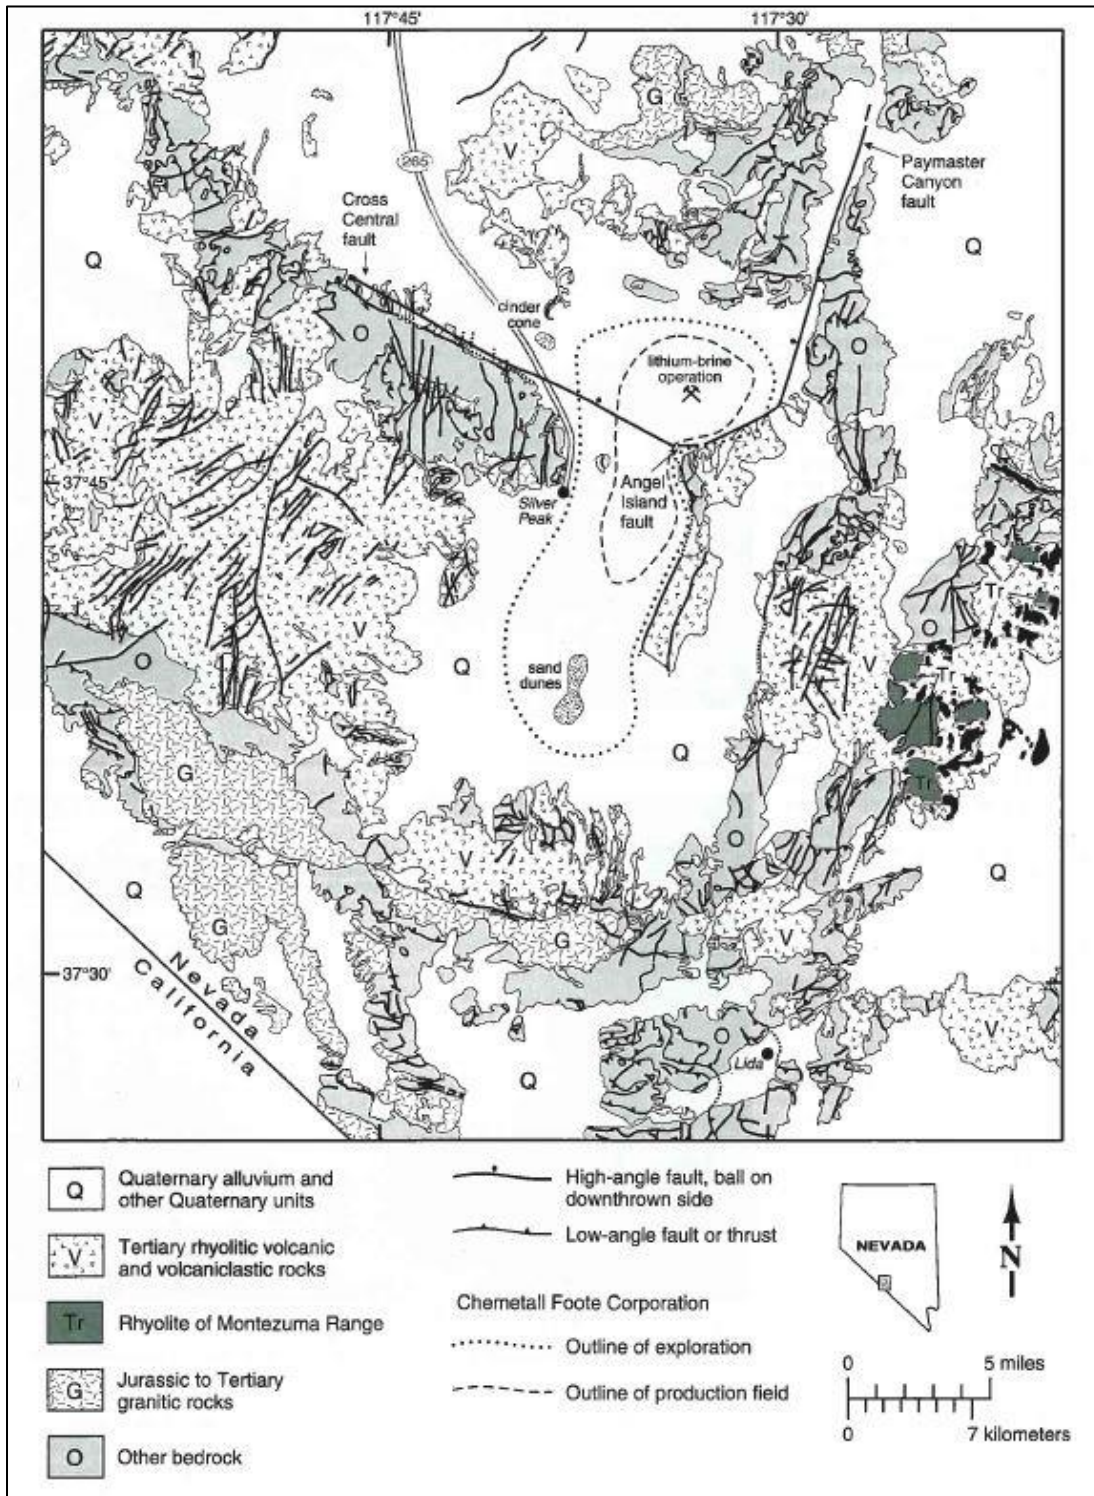 117°45'
117°30'
G
G
V
265
Paymaster
Canyon
fault
Cross
Central
fault
Q
Q
cinder
cone
O
O
lithium-brine
operation
V
37°45'
Silver
Peak
Angel
Island
fault
Tr
O
V
O
Q
V
Tr
sand
dunes
Q
G
Tr
V
O
Q
Q
G
G
V
37°30'
Nevada
California
V
O
Lida
Q
Q
Quaternary alluvium and
other Quaternary units
V
Tertiary rhyolitic volcanic
and volcaniclastic rocks
Tr
Rhyolite of Montezuma Range
G
Jurassic to Tertiary
granitic rocks
O
Other bedrock
High-angle fault, ball on
downthrown side
Low-angle fault or thrust
Chemetall Foote Corporation
Outline of exploration
Outline of production field
NEVADA
N
0
5 miles
0
7 kilometers